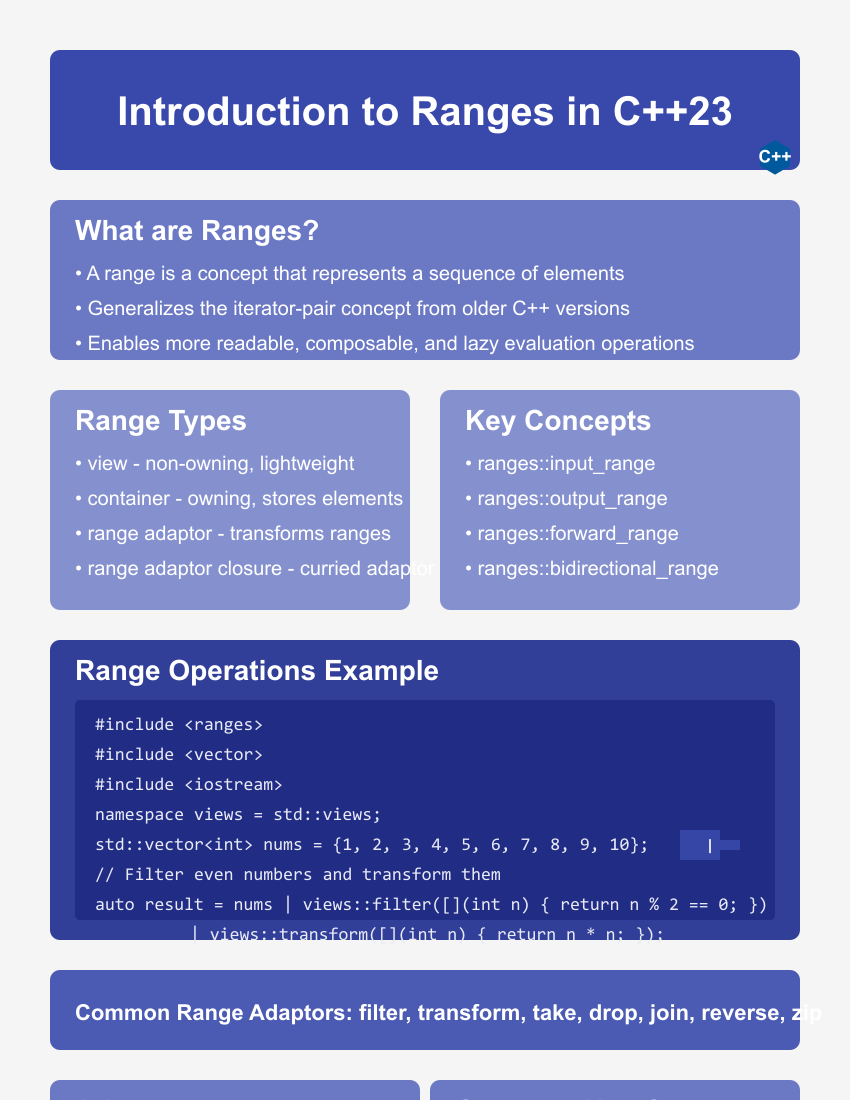 Introduction to Ranges in C++23
C++
What are Ranges?
• A range is a concept that represents a sequence of elements
• Generalizes the iterator-pair concept from older C++ versions
• Enables more readable, composable, and lazy evaluation operations
Range Types
• view - non-owning, lightweight
• container - owning, stores elements
• range adaptor - transforms ranges
• range adaptor closure - curried adaptor
Key Concepts
• ranges::input_range
• ranges::output_range
• ranges::forward_range
• ranges::bidirectional_range
Range Operations Example
#include <ranges>
#include <vector>
#include <iostream>
namespace views = std::views;
std::vector<int> nums = {1, 2, 3, 4, 5, 6, 7, 8, 9, 10};
|
// Filter even numbers and transform them
auto result = nums | views::filter([](int n) { return n % 2 == 0; })
| views::transform([](int n) { return n * n; });
Common Range Adaptors: filter, transform, take, drop, join, reverse, zip